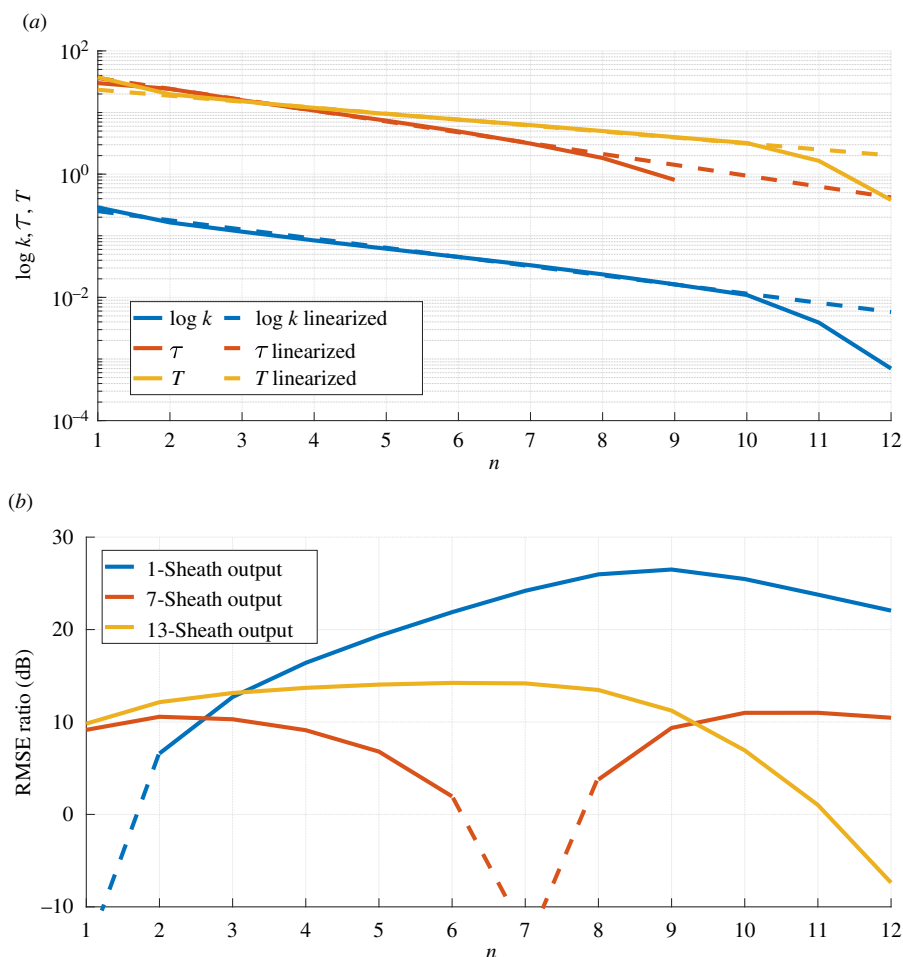 (a)
10^2
10^0
10^−2
10^−4
log k, 𝒯, T
log k
log k linearized
τ
τ linearized
T
T linearized
1 2 3 4 5 6 7 8 9 10 11 12
n
(b)
30
20
10
0
−10
RMSE ratio (dB)
1-Sheath output
7-Sheath output
13-Sheath output
1 2 3 4 5 6 7 8 9 10 11 12
n